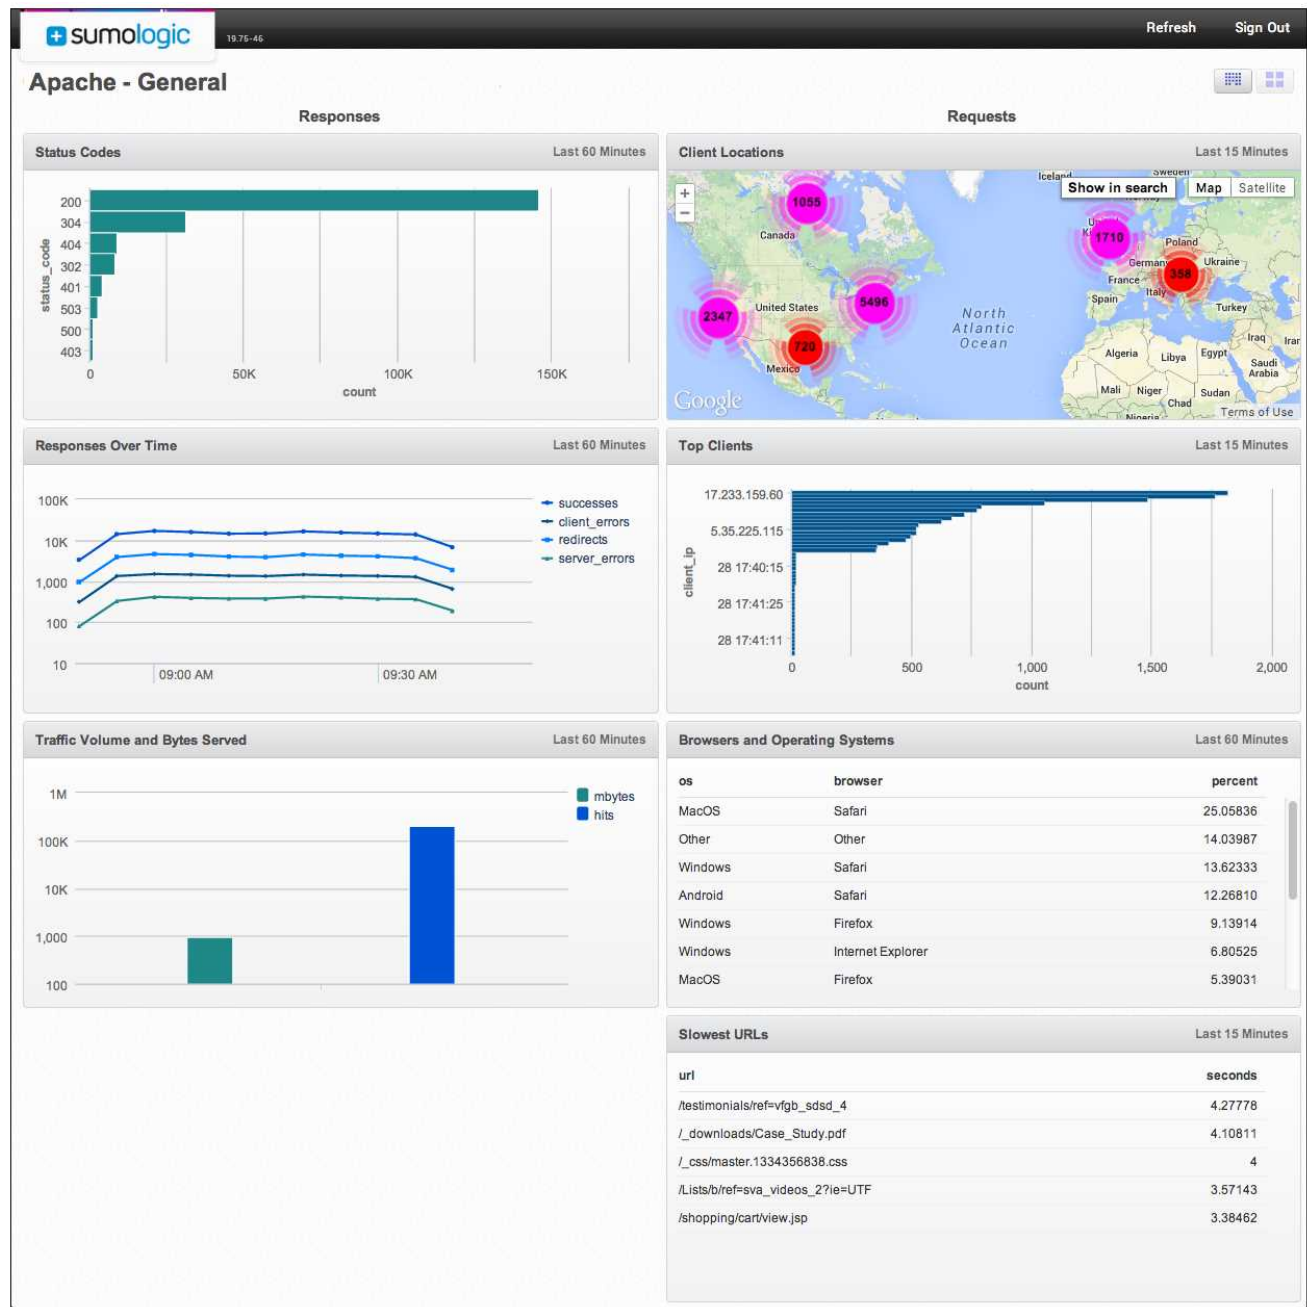 sumologic
19.75-46
Refresh
Sign Out
Apache - General
Responses
Requests
Status Codes
Last 60 Minutes
status_code
200
304
404
302
401
503
500
403
0
50K
100K
150K
count
Client Locations
Last 15 Minutes
+
−
Show in search
Map
Satellite
Iceland
Sweden
1055
Canada
1710
Poland
Germany
Ukraine
358
France
Italy
Spain
Turkey
2347
United States
5496
720
Mexico
North
Atlantic
Ocean
Algeria
Libya
Egypt
Iraq
Iran
Saudi
Arabia
Mali
Niger
Chad
Sudan
Nigeria
Google
Terms of Use
Responses Over Time
Last 60 Minutes
100K
10K
1,000
100
10
09:00 AM
09:30 AM
successes
client_errors
redirects
server_errors
Top Clients
Last 15 Minutes
client_ip
17.233.159.60
5.35.225.115
28 17:40:15
28 17:41:25
28 17:41:11
0
500
1,000
1,500
2,000
count
Traffic Volume and Bytes Served
Last 60 Minutes
1M
100K
10K
1,000
100
mbytes
hits
Browsers and Operating Systems
Last 60 Minutes
os browser percent
MacOS Safari 25.05836
Other Other 14.03987
Windows Safari 13.62333
Android Safari 12.26810
Windows Firefox 9.13914
Windows Internet Explorer 6.80525
MacOS Firefox 5.39031
Slowest URLs
Last 15 Minutes
url seconds
/testimonials/ref=vfgb_sdsd_4 4.27778
/_downloads/Case_Study.pdf 4.10811
/_css/master.1334356838.css 4
/Lists/b/ref=sva_videos_2?ie=UTF 3.57143
/shopping/cart/view.jsp 3.38462